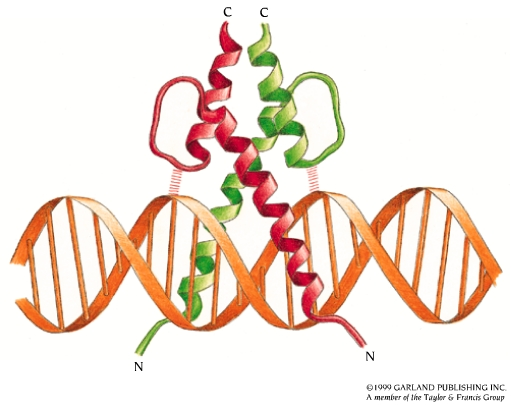 C C
N
N
©1999 GARLAND PUBLISHING INC.
A member of the Taylor & Francis Group